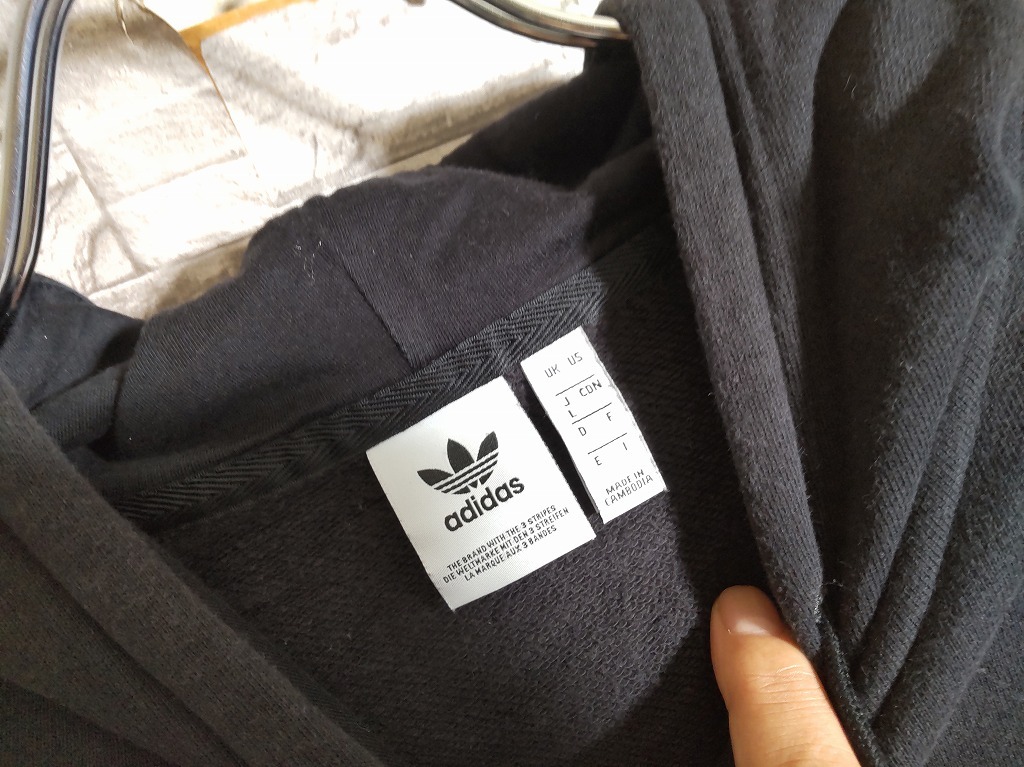 adidas
THE BRAND WITH THE 3 STRIPES
DIE WELTMARKE MIT DEN 3 STREIFEN
LA MARQUE AUX 3 BANDES
UK US
J CDN
L
D F
E I
MADE IN
CAMBODIA